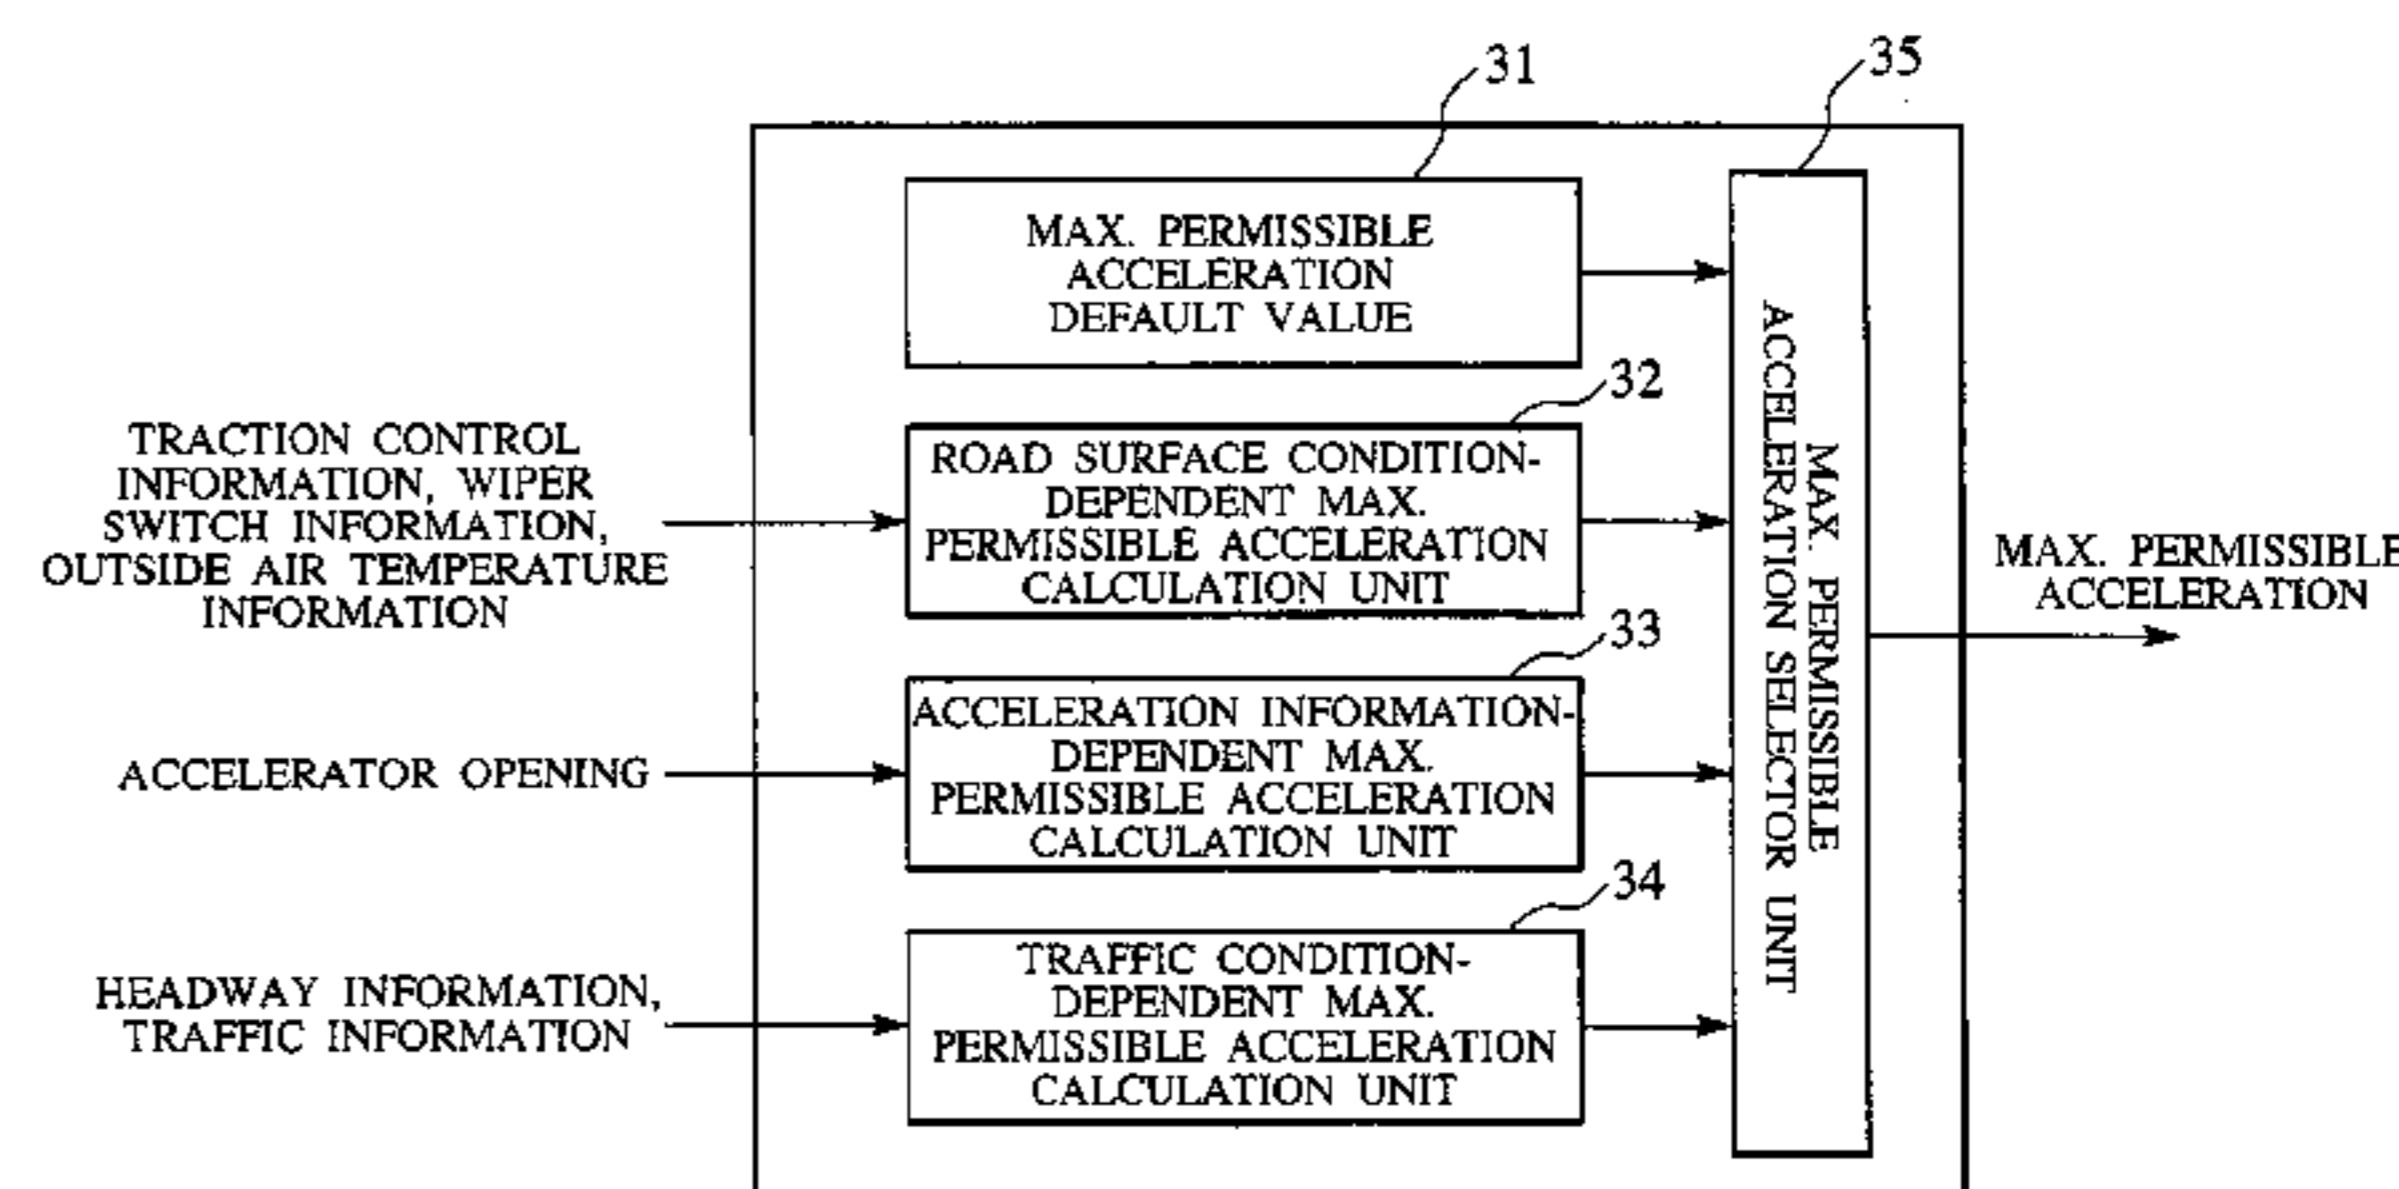 31
35
MAX. PERMISSIBLE
ACCELERATION
DEFAULT VALUE
32
TRACTION CONTROL
INFORMATION, WIPER
SWITCH INFORMATION,
OUTSIDE AIR TEMPERATURE
INFORMATION
ROAD SURFACE CONDITION-
DEPENDENT MAX.
PERMISSIBLE ACCELERATION
CALCULATION UNIT
33
ACCELERATOR OPENING
ACCELERATION INFORMATION-
DEPENDENT MAX.
PERMISSIBLE ACCELERATION
CALCULATION UNIT
34
HEADWAY INFORMATION,
TRAFFIC INFORMATION
TRAFFIC CONDITION-
DEPENDENT MAX.
PERMISSIBLE ACCELERATION
CALCULATION UNIT
MAX. PERMISSIBLE
ACCELERATION SELECTOR UNIT
MAX. PERMISSIBLE
ACCELERATION